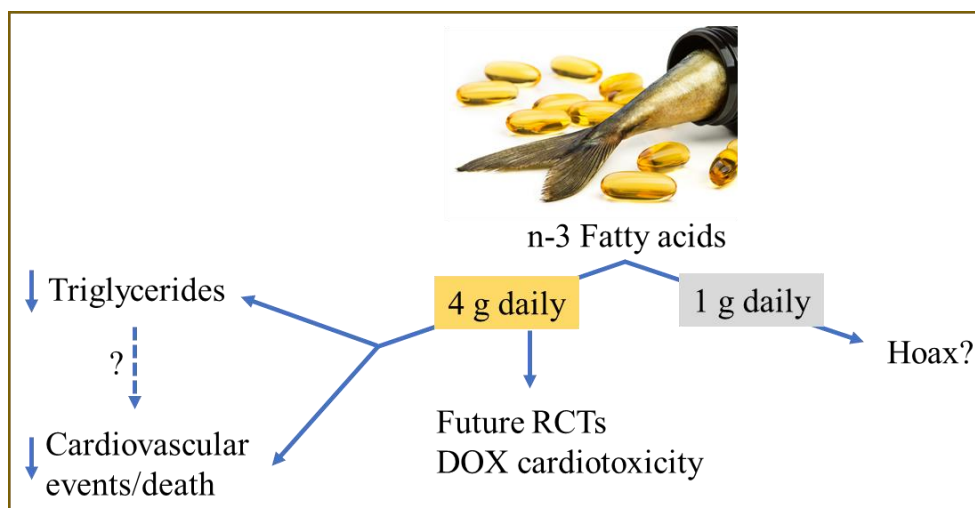 n-3 Fatty acids
4 g daily
1 g daily
Triglycerides
Hoax?
?
Future RCTs
DOX cardiotoxicity
Cardiovascular
events/death